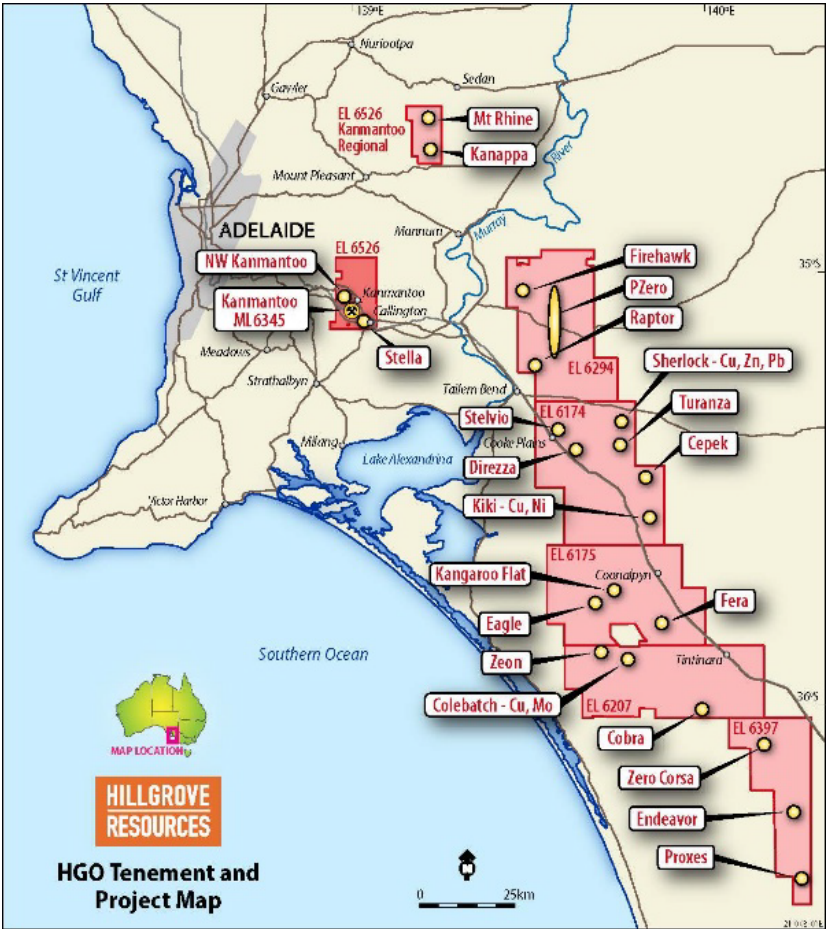 139°E
140°E
Nuriootpa
Sedan
Gawler
EL 6526
Kanmantoo
Regional
Mt Rhine
Kanappa
Mount Pleasant
River
Murray
Mannum
ADELAIDE
EL 6526
NW Kanmantoo
Kanmantoo
Kanmantoo
ML6345
Callington
Stella
St Vincent
Gulf
35°S
Firehawk
PZero
Raptor
EL 6294
Meadows
Strathalbyn
Tailem Bend
Sherlock - Cu, Zn, Pb
Turanza
Cepek
EL 6174
Stelvio
Cooke Plains
Direzza
Milang
Lake Alexandrina
Victor Harbor
Kiki - Cu, Ni
EL 6175
Kangaroo Flat
Coonalpyn
Eagle
Fera
Southern Ocean
Zeon
Tintinara
36°S
Colebatch - Cu, Mo
EL 6207
Cobra
EL 6397
Zero Corsa
Endeavor
Proxes
MAP LOCATION
HILLGROVE
RESOURCES
HGO Tenement and
Project Map
0
25km